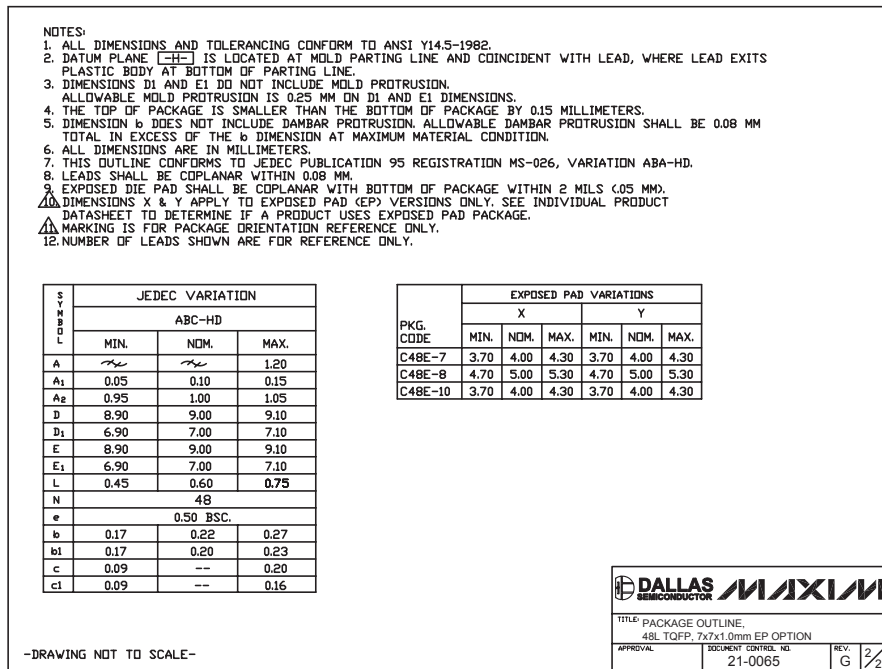 NOTES:
1. ALL DIMENSIONS AND TOLERANCING CONFORM TO ANSI Y14.5-1982.
2. DATUM PLANE -H- IS LOCATED AT MOLD PARTING LINE AND COINCIDENT WITH LEAD, WHERE LEAD EXITS
PLASTIC BODY AT BOTTOM OF PARTING LINE.
3. DIMENSIONS D1 AND E1 DO NOT INCLUDE MOLD PROTRUSION.
ALLOWABLE MOLD PROTRUSION IS 0.25 MM ON D1 AND E1 DIMENSIONS.
4. THE TOP OF PACKAGE IS SMALLER THAN THE BOTTOM OF PACKAGE BY 0.15 MILLIMETERS.
5. DIMENSION b DOES NOT INCLUDE DAMBAR PROTRUSION. ALLOWABLE DAMBAR PROTRUSION SHALL BE 0.08 MM
TOTAL IN EXCESS OF THE b DIMENSION AT MAXIMUM MATERIAL CONDITION.
6. ALL DIMENSIONS ARE IN MILLIMETERS.
7. THIS OUTLINE CONFORMS TO JEDEC PUBLICATION 95 REGISTRATION MS-026, VARIATION ABA-HD.
8. LEADS SHALL BE COPLANAR WITHIN 0.08 MM.
9. EXPOSED DIE PAD SHALL BE COPLANAR WITH BOTTOM OF PACKAGE WITHIN 2 MILS (.05 MM).
10. DIMENSIONS X & Y APPLY TO EXPOSED PAD (EP) VERSIONS ONLY. SEE INDIVIDUAL PRODUCT
DATASHEET TO DETERMINE IF A PRODUCT USES EXPOSED PAD PACKAGE.
11. MARKING IS FOR PACKAGE ORIENTATION REFERENCE ONLY.
12. NUMBER OF LEADS SHOWN ARE FOR REFERENCE ONLY.
SYMBOL JEDEC VARIATION
ABC-HD
MIN. NOM. MAX.
A 1.20
A1 0.05 0.10 0.15
A2 0.95 1.00 1.05
D 8.90 9.00 9.10
D1 6.90 7.00 7.10
E 8.90 9.00 9.10
E1 6.90 7.00 7.10
L 0.45 0.60 0.75
N 48
e 0.50 BSC.
b 0.17 0.22 0.27
b1 0.17 0.20 0.23
c 0.09 -- 0.20
c1 0.09 -- 0.16
EXPOSED PAD VARIATIONS
PKG. CODE X Y
MIN. NOM. MAX. MIN. NOM. MAX.
C48E-7 3.70 4.00 4.30 3.70 4.00 4.30
C48E-8 4.70 5.00 5.30 4.70 5.00 5.30
C48E-10 3.70 4.00 4.30 3.70 4.00 4.30
-DRAWING NOT TO SCALE-
DALLAS SEMICONDUCTOR MAXIM
TITLE: PACKAGE OUTLINE,
48L TQFP, 7x7x1.0mm EP OPTION
APPROVAL DOCUMENT CONTROL NO. REV.
21-0065 G 2/2